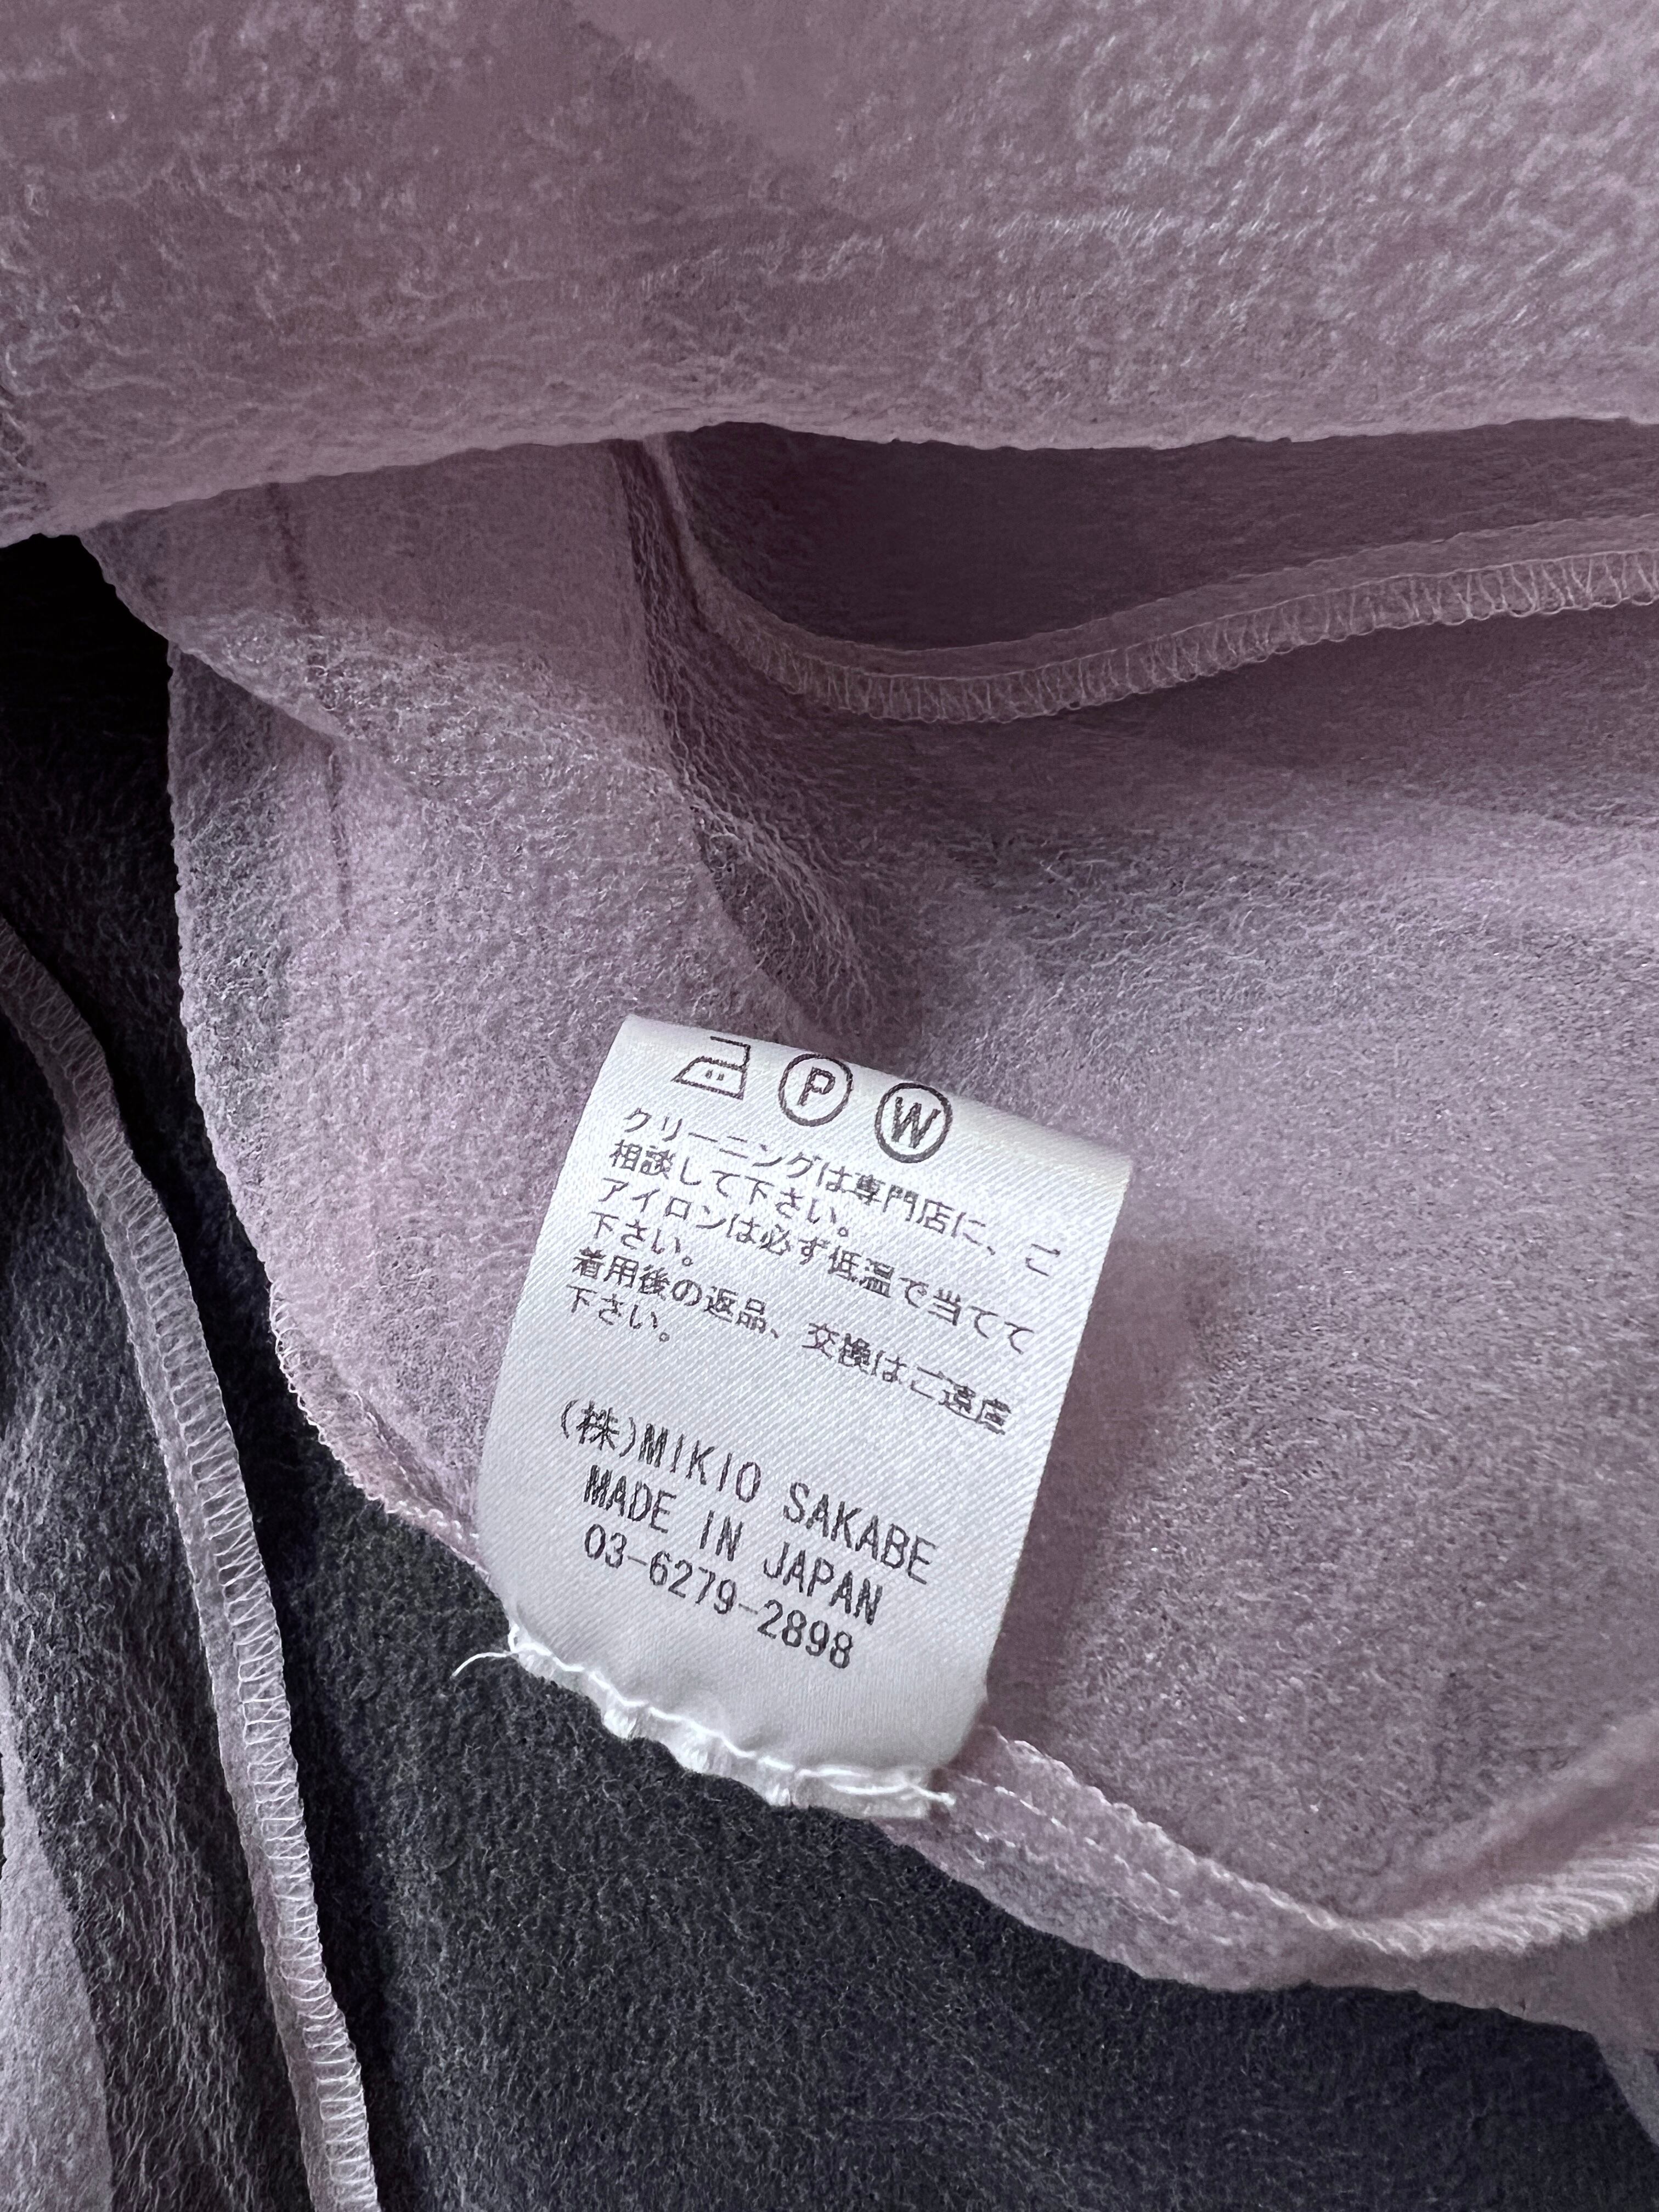 P W
クリーニングは専門店に、ご
相談して下さい。
アイロンは必ず低温で当てて
下さい。
着用後の返品、交換はご遠慮
下さい。
(株)MIKIO SAKABE
MADE IN JAPAN
03-6279-2898